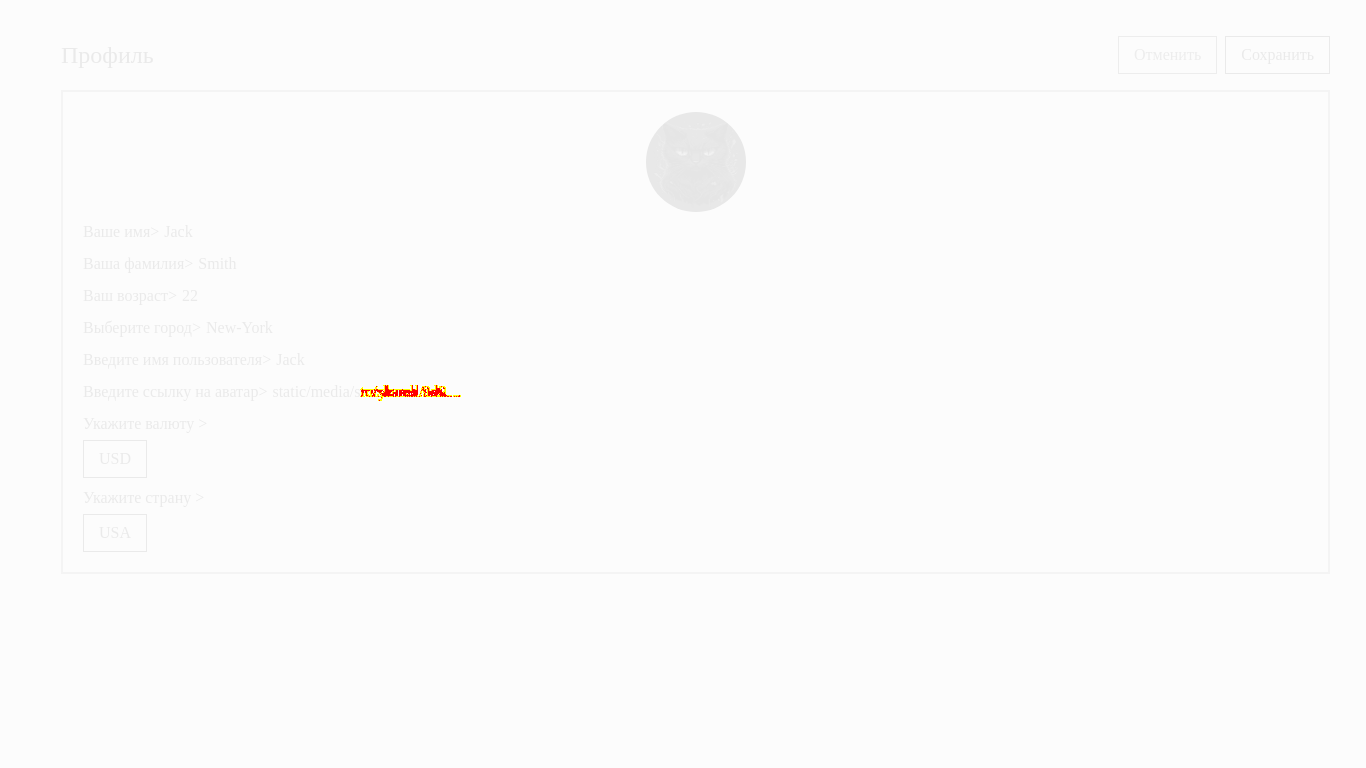 Профиль
Отменить
Сохранить
Ваше имя> Jack
Ваша фамилия> Smith
Ваш возраст> 22
Выберите город> New-York
Введите имя пользователя> Jack
Введите ссылку на аватар> static/media/
Укажите валюту >
USD
Укажите страну >
USA